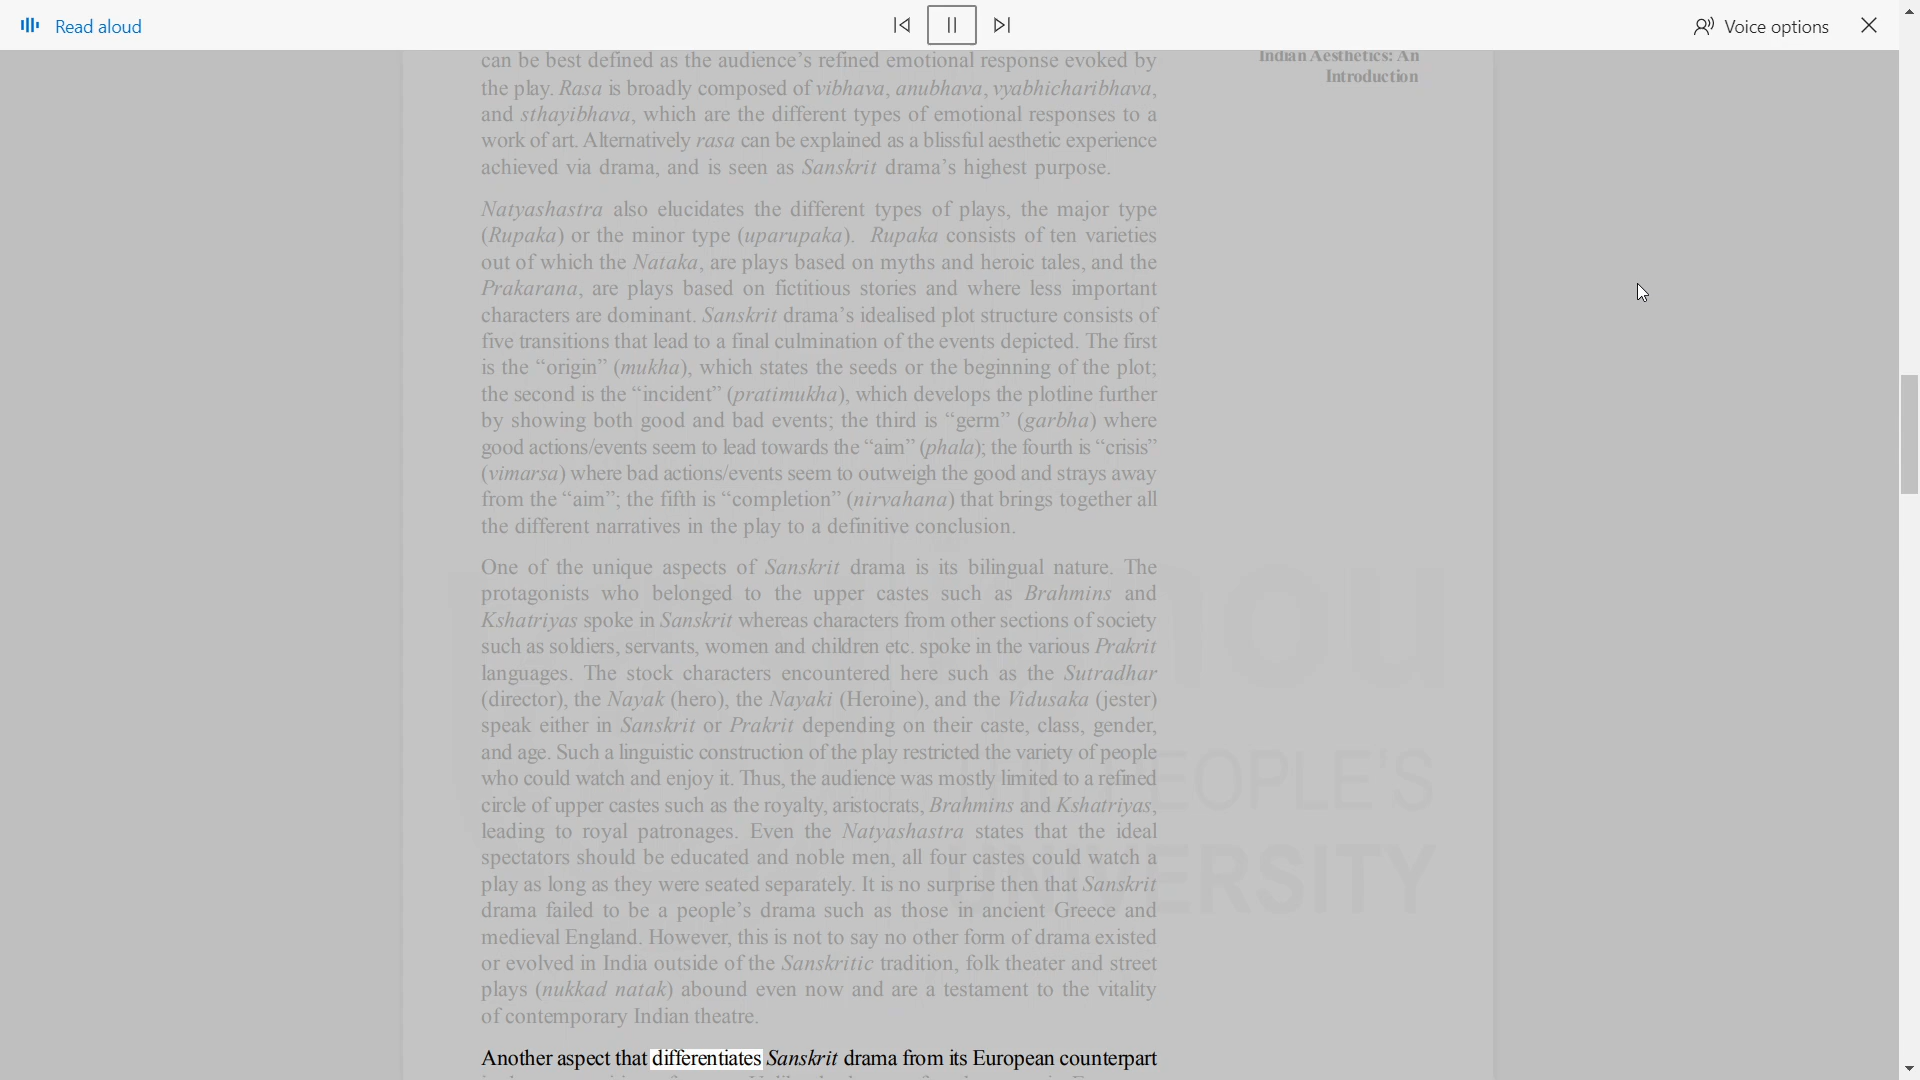 Read aloud
Voice options
can be best defined as the audience's refined emotional response evoked by
Indian Aesthetics: An
Introduction
the play. Rasa is broadly composed of vibhava, anubhava, vyabhicharibhava,
and sthayibhava, which are the different types of emotional responses to a
work of art. Alternatively rasa can be explained as a blissful aesthetic experience
achieved via drama, and is seen as Sanskrit drama's highest purpose.
Natyashastra also elucidates the different types of plays, the major type
(Rupaka) or the minor type (uparupaka). Rupaka consists of ten varieties
out of which the Nataka, are plays based on myths and heroic tales, and the
Prakarana, are plays based on fictitious stories and where less important
characters are dominant. Sanskrit drama's idealised plot structure consists of
five transitions that lead to a final culmination of the events depicted. The first
is the “origin” (mukha), which states the seeds or the beginning of the plot;
the second is the “incident” (pratimukha), which develops the plotline further
by showing both good and bad events; the third is “germ” (garbha) where
good actions/events seem to lead towards the “aim” (phala); the fourth is “crisis”
(vimarsa) where bad actions/events seem to outweigh the good and strays away
from the “aim”; the fifth is “completion” (nirvahana) that brings together all
the different narratives in the play to a definitive conclusion.
One of the unique aspects of Sanskrit drama is its bilingual nature. The
protagonists who belonged to the upper castes such as Brahmins and
Kshatriyas spoke in Sanskrit whereas characters from other sections of society
such as soldiers, servants, women and children etc. spoke in the various Prakrit
languages. The stock characters encountered here such as the Sutradhar
(director), the Nayak (hero), the Nayaki (Heroine), and the Vidusaka (jester)
speak either in Sanskrit or Prakrit depending on their caste, class, gender,
and age. Such a linguistic construction of the play restricted the variety of people
who could watch and enjoy it. Thus, the audience was mostly limited to a refined
circle of upper castes such as the royalty, aristocrats, Brahmins and Kshatriyas,
leading to royal patronages. Even the Natyashastra states that the ideal
spectators should be educated and noble men, all four castes could watch a
play as long as they were seated separately. It is no surprise then that Sanskrit
drama failed to be a people's drama such as those in ancient Greece and
medieval England. However, this is not to say no other form of drama existed
or evolved in India outside of the Sanskritic tradition, folk theater and street
plays (nukkad natak) abound even now and are a testament to the vitality
of contemporary Indian theatre.
Another aspect that differentiates Sanskrit drama from its European counterpart
PEOPLE'S
UNIVERSITY